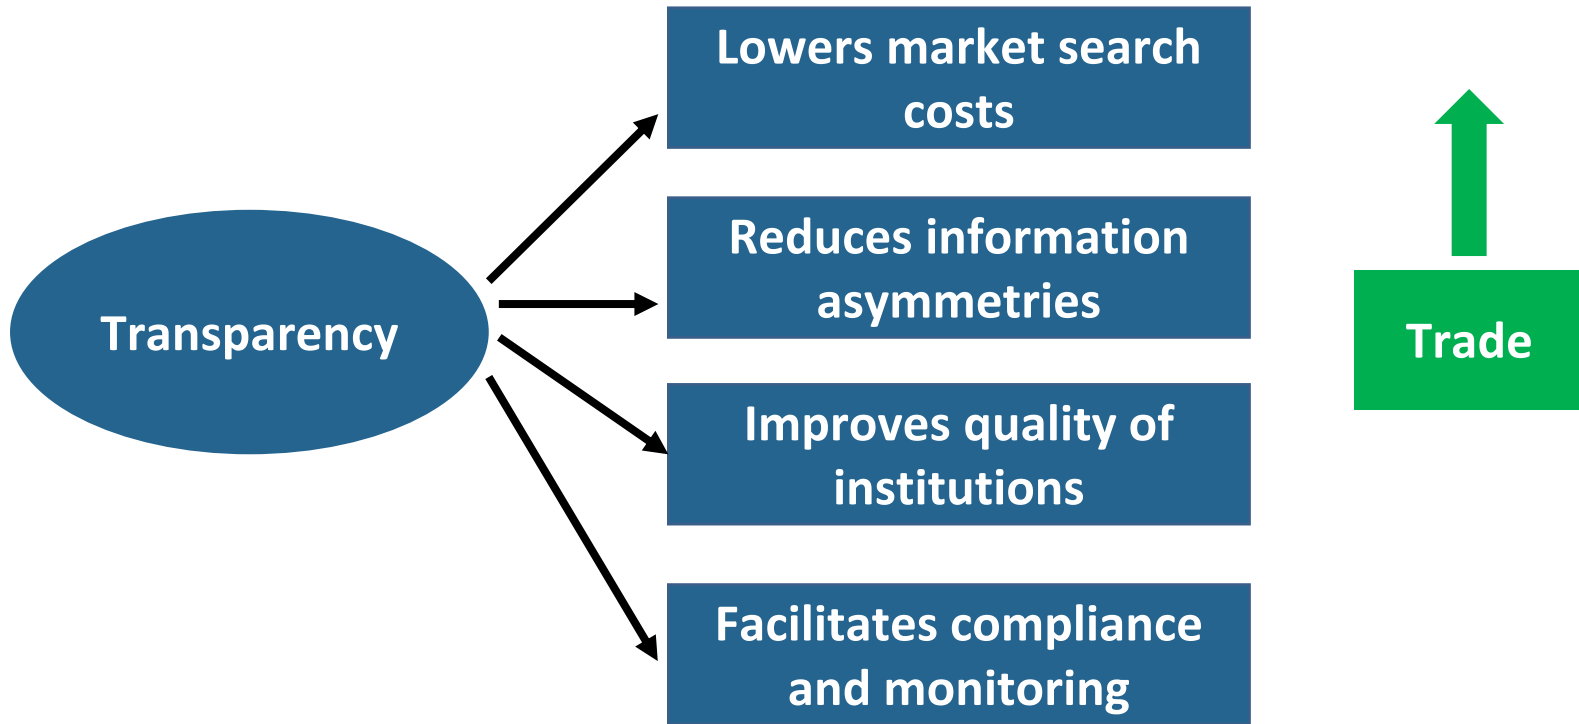 Transparency
Lowers market search
costs
Reduces information
asymmetries
Improves quality of
institutions
Facilitates compliance
and monitoring
Trade